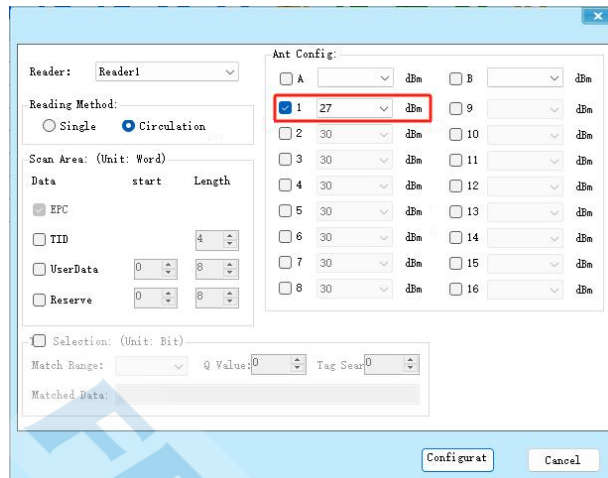 Ant Config:
Reader: Reader1
A dBm B dBm
Reading Method:
1 27 dBm 9 dBm
Single Circulation
2 30 dBm 10 dBm
Scan Area: (Unit: Word)
3 30 dBm 11 dBm
Data start Length
4 30 dBm 12 dBm
EPC
5 30 dBm 13 dBm
TID 4
6 30 dBm 14 dBm
UserData 0 8
7 30 dBm 15 dBm
Reserve 0 8
8 30 dBm 16 dBm
Selection: (Unit: Bit)
Match Range: Q Value: 0 Tag Sear 0
Matched Data:
Configurat Cancel